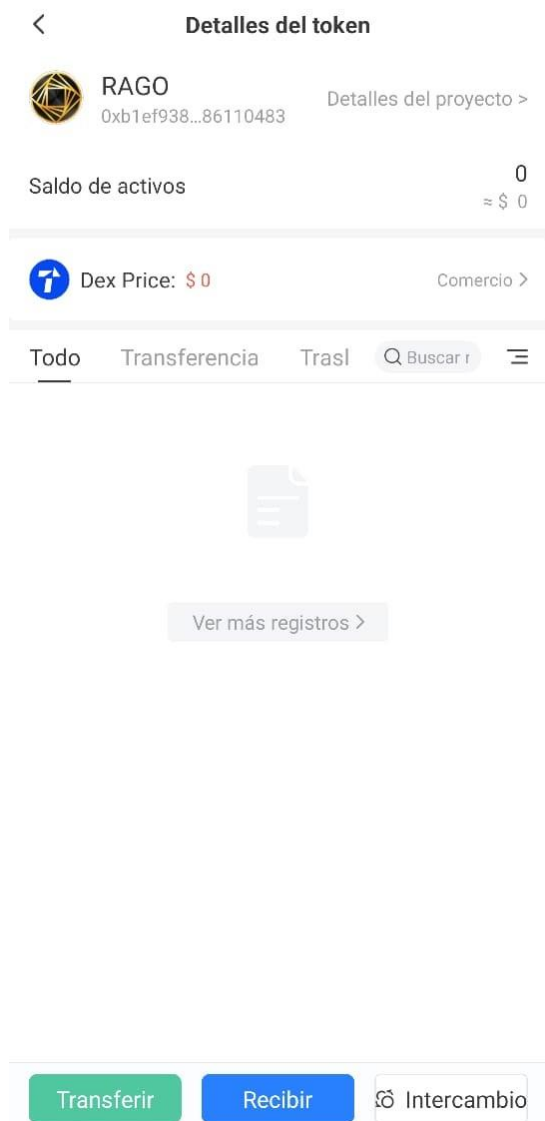 Detalles del token
RAGO
0xb1ef938...86110483
Detalles del proyecto >
Saldo de activos
0
≈ $ 0
Dex Price: $ 0
Comercio >
Todo Transferencia Trasl Buscar r
Ver más registros >
Transferir Recibir Intercambio